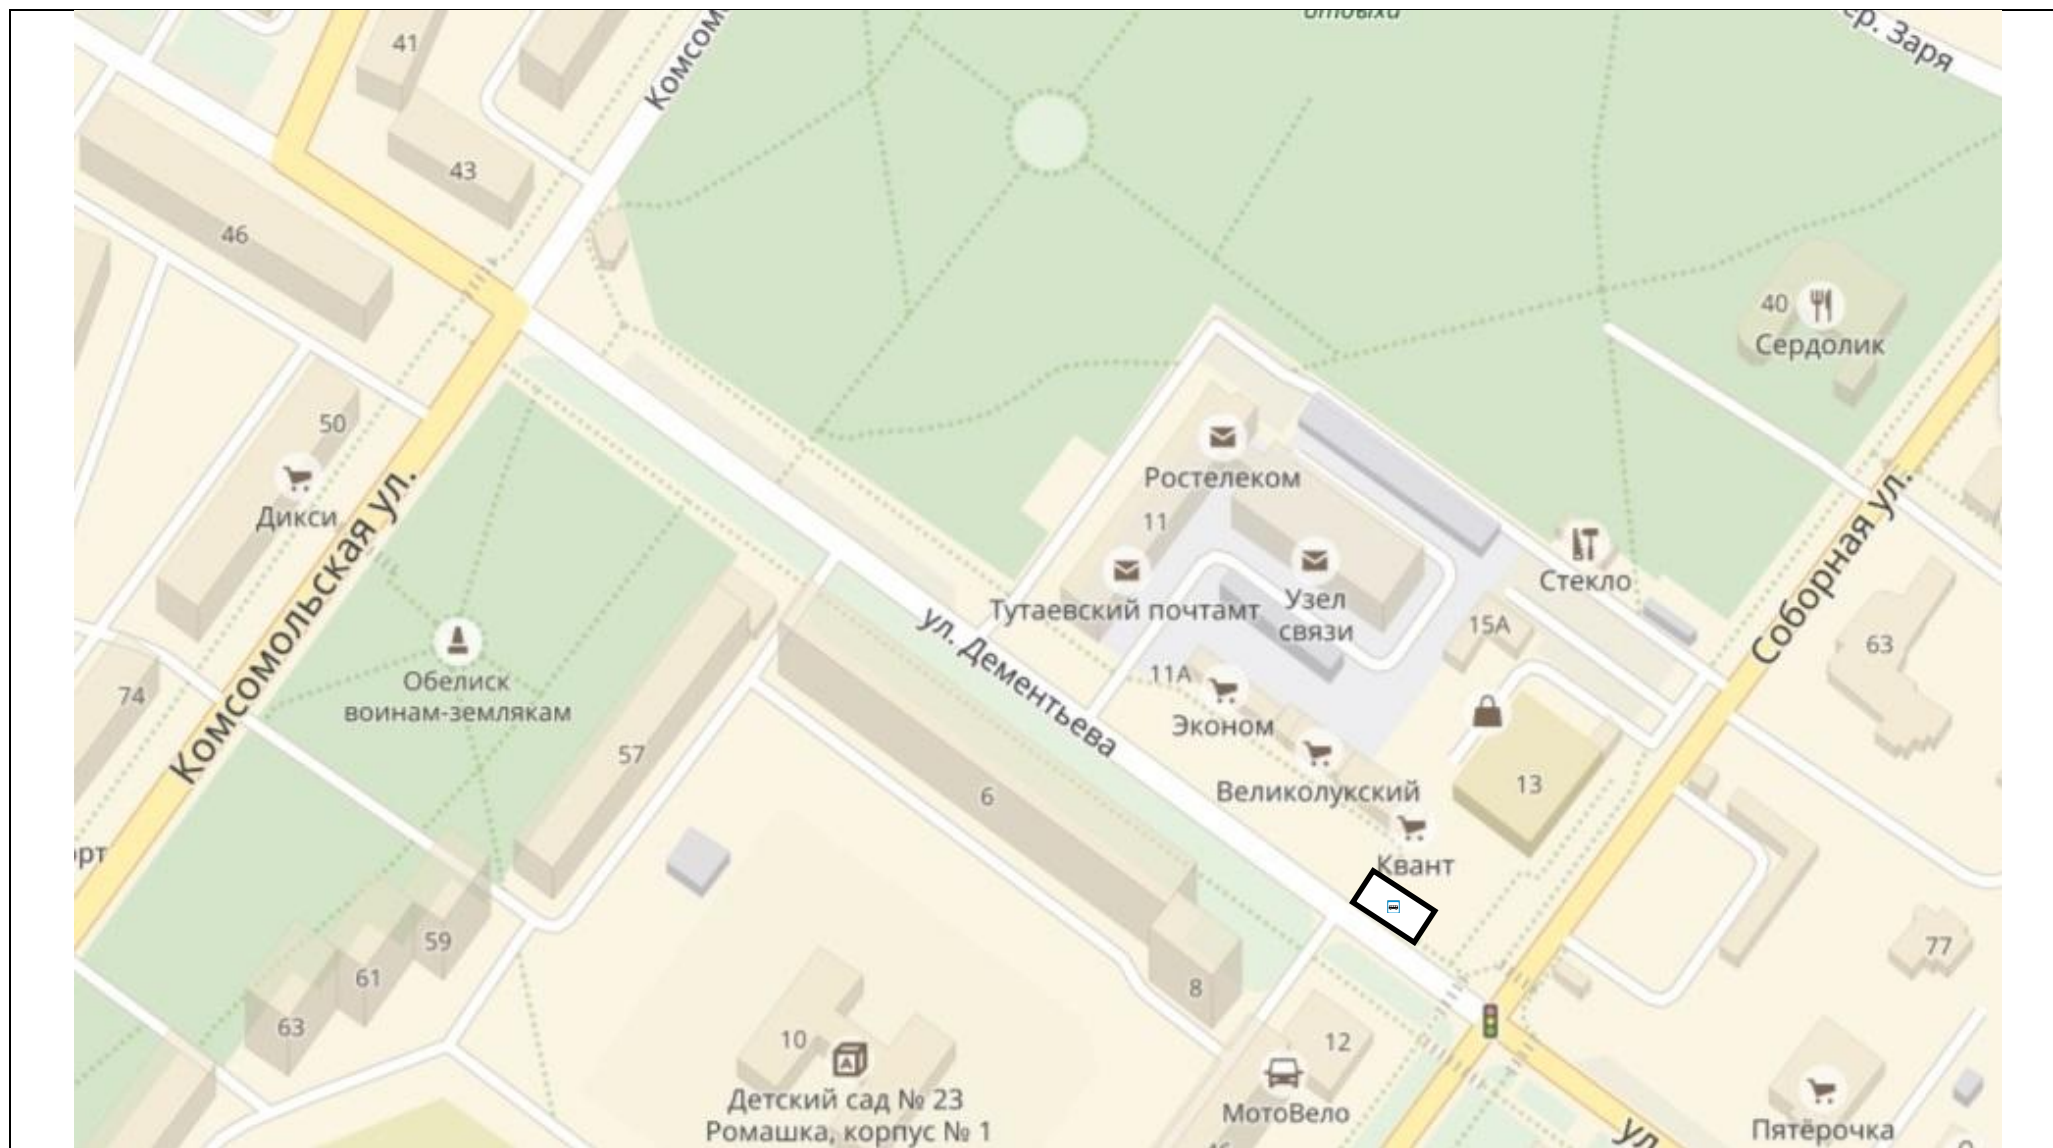 отдыха
пер. Заря
41
43
46
40
Сердолик
50
Дикси
Ростелеком
11
Тутаевский почтамт
Узел
связи
Стекло
15А
Комсомольская ул.
ул. Дементьева
Соборная ул.
63
Обелиск
воинам-землякам
74
57
11А
Эконом
Великолукский
13
6
Квант
59
61
63
8
77
10
12
Детский сад № 23
Ромашка, корпус № 1
МотоВело
Пятёрочка
ул